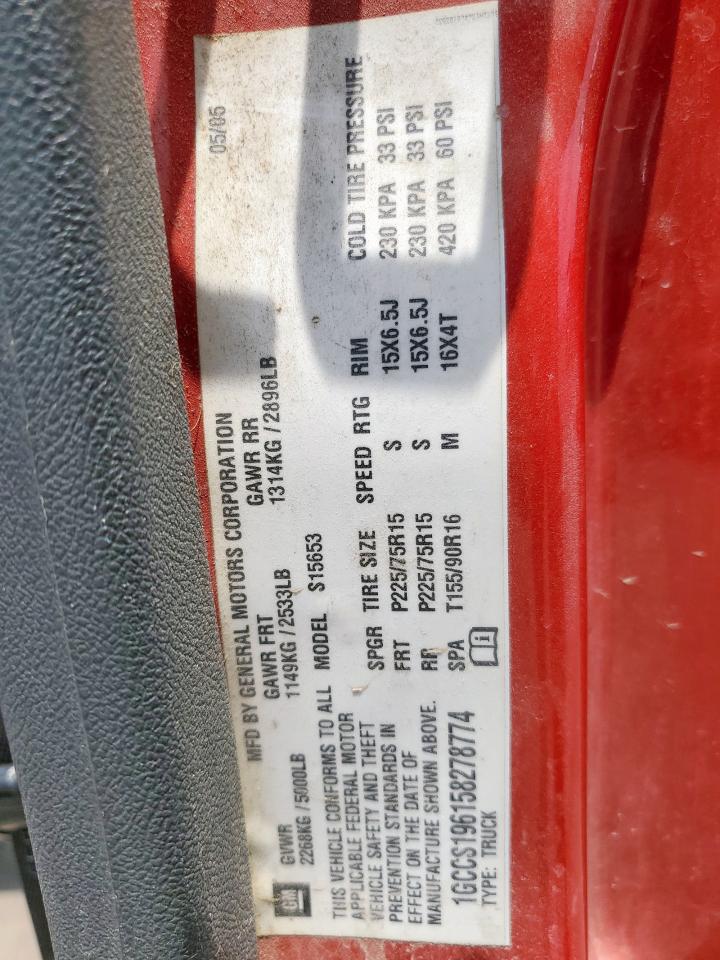 MFD BY GENERAL MOTORS CORPORATION 05/05
GM
GVWR GAWR FRT GAWR RR
2268KG/5000LB 1149KG/2533LB 1314KG/2896LB
THIS VEHICLE CONFORMS TO ALL
APPLICABLE FEDERAL MOTOR
VEHICLE SAFETY AND THEFT
PREVENTION STANDARDS IN
EFFECT ON THE DATE OF
MANUFACTURE SHOWN ABOVE.
1GCCS196158278774
TYPE: TRUCK
MODEL S15653
SPGR TIRE SIZE SPEED RTG RIM COLD TIRE PRESSURE
FRT P225/75R15 S 15X6.5J 230 KPA 33 PSI
RR P225/75R15 S 15X6.5J 230 KPA 33 PSI
SPA T155/90R16 M 16X4T 420 KPA 60 PSI